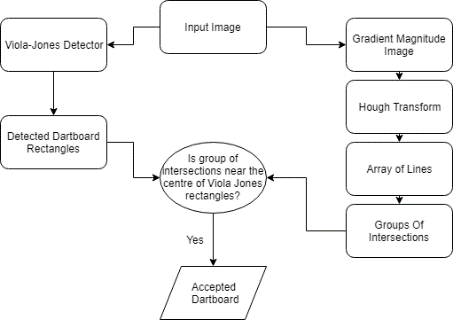 Input Image
Viola-Jones Detector
Gradient Magnitude
Image
Hough Transform
Detected Dartboard
Rectangles
Is group of
intersections near the
centre of Viola Jones
rectangles?
Array of Lines
Groups Of
Intersections
Yes
Accepted
Dartboard